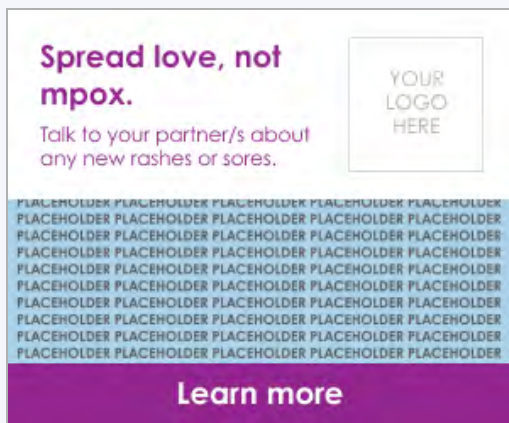 Spread love, not
mpox.
Talk to your partner/s about
any new rashes or sores.
YOUR
LOGO
HERE
PLACEHOLDER PLACEHOLDER PLACEHOLDER PLACEHOLDER PLACEHOLDER
PLACEHOLDER PLACEHOLDER PLACEHOLDER PLACEHOLDER PLACEHOLDER
PLACEHOLDER PLACEHOLDER PLACEHOLDER PLACEHOLDER PLACEHOLDER
PLACEHOLDER PLACEHOLDER PLACEHOLDER PLACEHOLDER PLACEHOLDER
PLACEHOLDER PLACEHOLDER PLACEHOLDER PLACEHOLDER PLACEHOLDER
PLACEHOLDER PLACEHOLDER PLACEHOLDER PLACEHOLDER PLACEHOLDER
PLACEHOLDER PLACEHOLDER PLACEHOLDER PLACEHOLDER PLACEHOLDER
PLACEHOLDER PLACEHOLDER PLACEHOLDER PLACEHOLDER PLACEHOLDER
PLACEHOLDER PLACEHOLDER PLACEHOLDER PLACEHOLDER PLACEHOLDER
PLACEHOLDER PLACEHOLDER PLACEHOLDER PLACEHOLDER PLACEHOLDER
Learn more